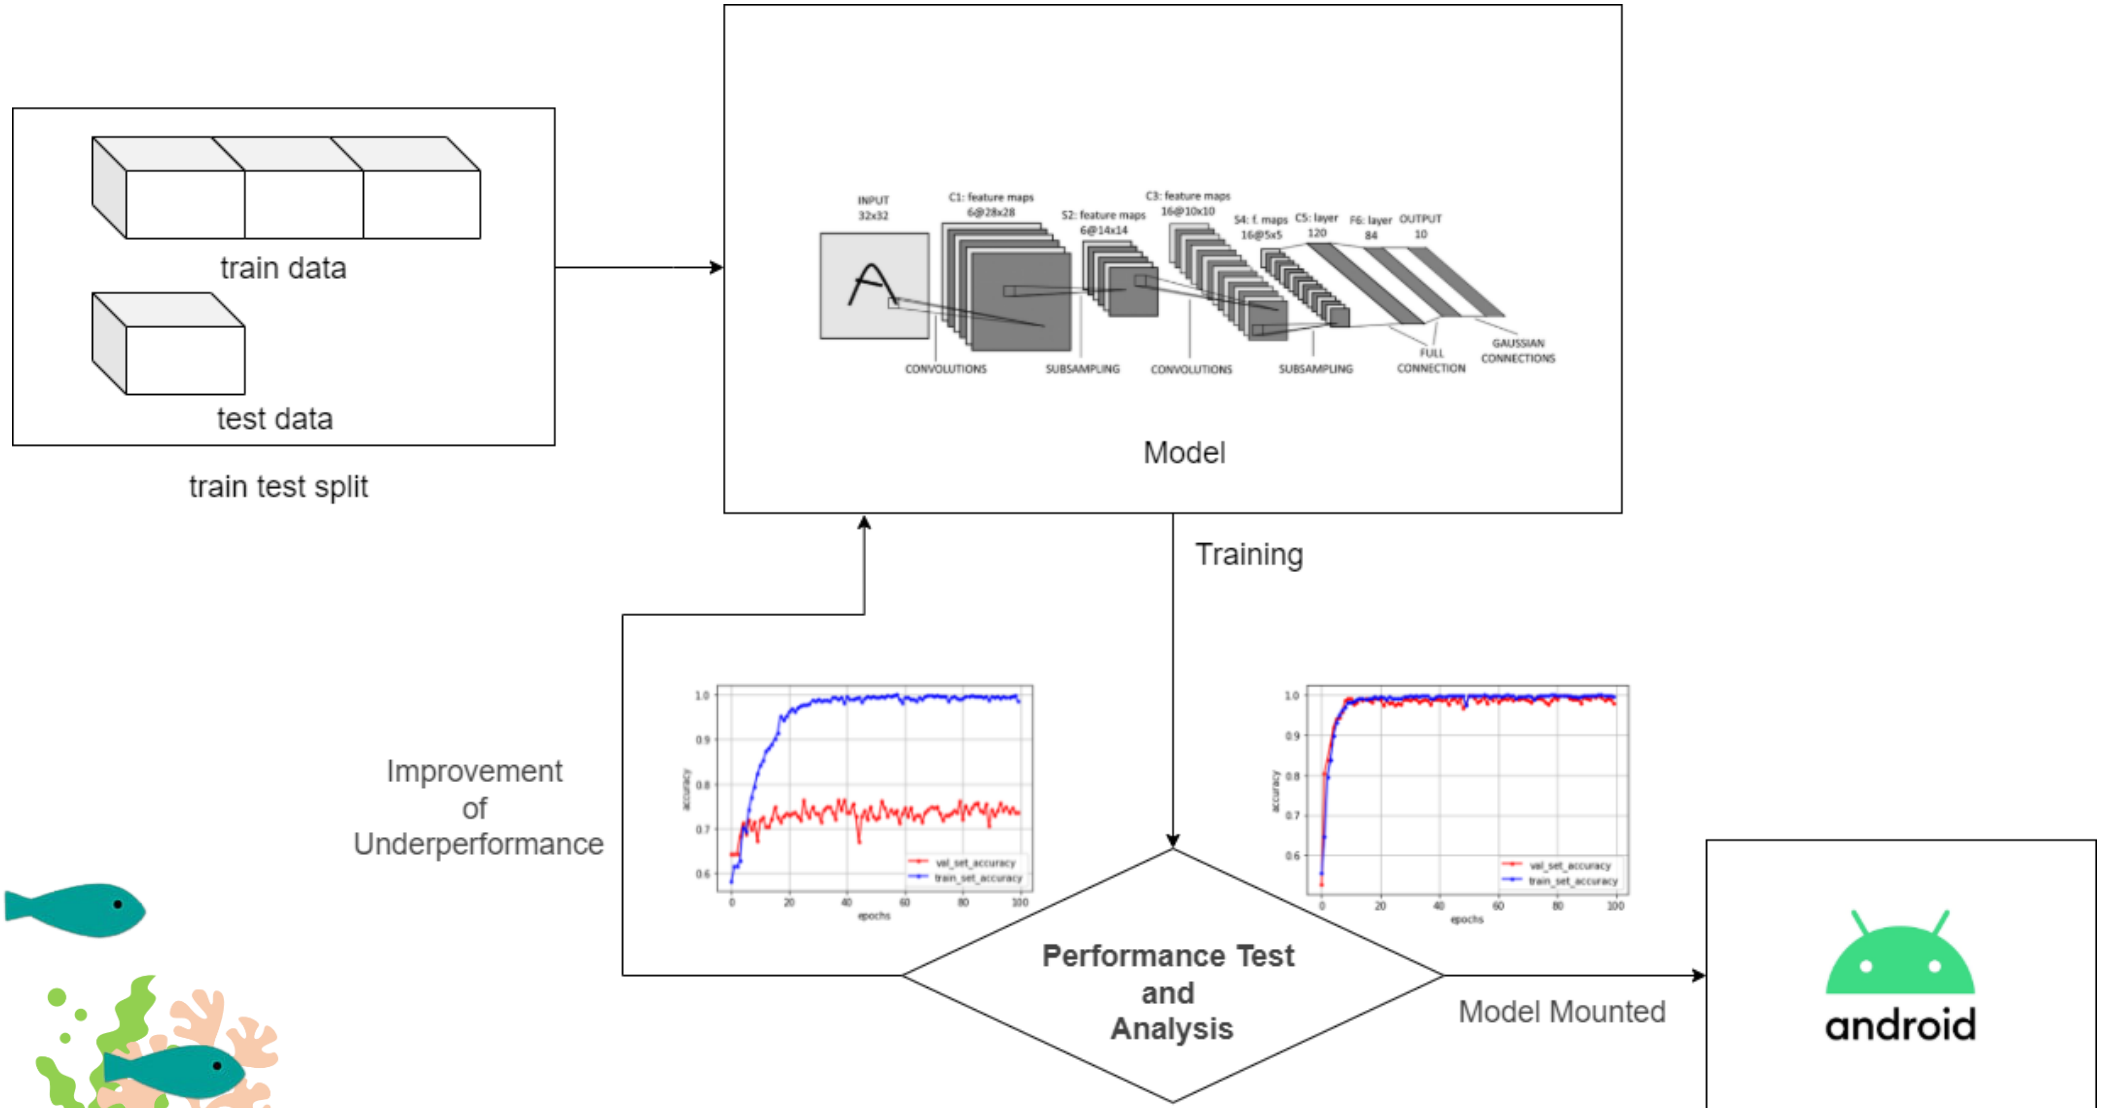 train data
test data
train test split
INPUT
32x32
C1: feature maps
6@28x28
S2: feature maps
6@14x14
C3: feature maps
16@10x10
S4: f. maps
16@5x5
C5: layer
120
F6: layer
84
OUTPUT
10
CONVOLUTIONS
SUBSAMPLING
CONVOLUTIONS
SUBSAMPLING
FULL
CONNECTION
GAUSSIAN
CONNECTIONS
Model
Training
Improvement
of
Underperformance
1.0
0.9
0.8
0.7
0.6
accuracy
val_set_accuracy
train_set_accuracy
0 20 40 60 80 100
epochs
1.0
0.9
0.8
0.7
0.6
accuracy
val_set_accuracy
train_set_accuracy
0 20 40 60 80 100
epochs
Performance Test
and
Analysis
Model Mounted
android